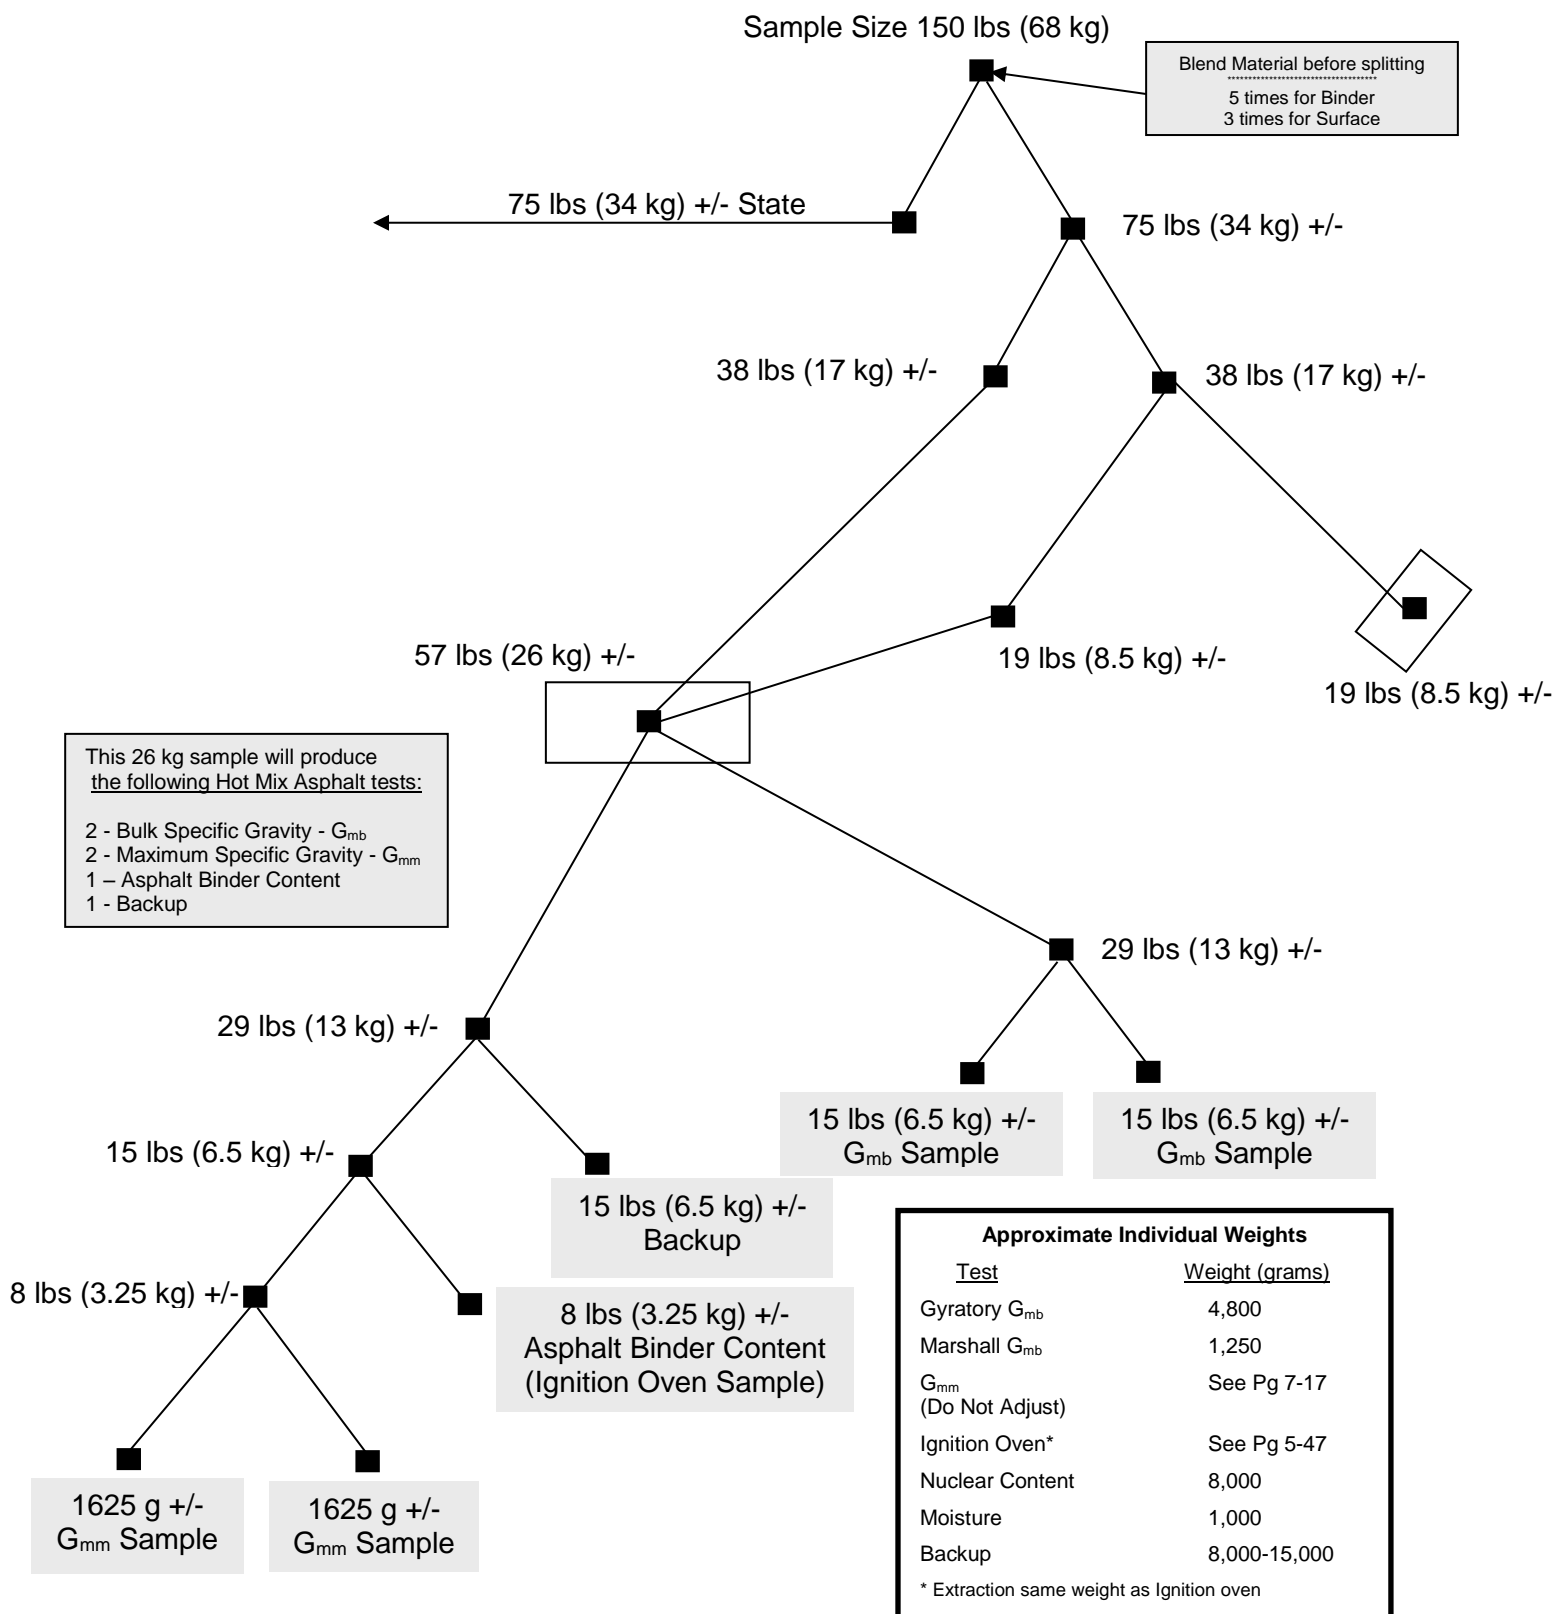 Sample Size 150 lbs (68 kg)
Blend Material before splitting
************************************
5 times for Binder
3 times for Surface
75 lbs (34 kg) +/- State
75 lbs (34 kg) +/-
38 lbs (17 kg) +/-
38 lbs (17 kg) +/-
57 lbs (26 kg) +/-
19 lbs (8.5 kg) +/-
19 lbs (8.5 kg) +/-
This 26 kg sample will produce
the following Hot Mix Asphalt tests:
2 - Bulk Specific Gravity - Gmb
2 - Maximum Specific Gravity - Gmm
1 – Asphalt Binder Content
1 - Backup
29 lbs (13 kg) +/-
29 lbs (13 kg) +/-
15 lbs (6.5 kg) +/-
Gmb Sample
15 lbs (6.5 kg) +/-
Gmb Sample
15 lbs (6.5 kg) +/-
15 lbs (6.5 kg) +/-
Backup
8 lbs (3.25 kg) +/-
8 lbs (3.25 kg) +/-
Asphalt Binder Content
(Ignition Oven Sample)
1625 g +/-
Gmm Sample
1625 g +/-
Gmm Sample
Approximate Individual Weights
Test Weight (grams)
Gyratory Gmb 4,800
Marshall Gmb 1,250
Gmm See Pg 7-17
(Do Not Adjust)
Ignition Oven* See Pg 5-47
Nuclear Content 8,000
Moisture 1,000
Backup 8,000-15,000
* Extraction same weight as Ignition oven